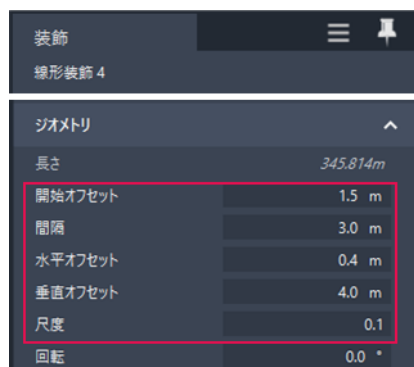 装飾
線形装飾 4
ジオメトリ
長さ 345.814m
開始オフセット 1.5 m
間隔 3.0 m
水平オフセット 0.4 m
垂直オフセット 4.0 m
尺度 0.1
回転 0.0 °